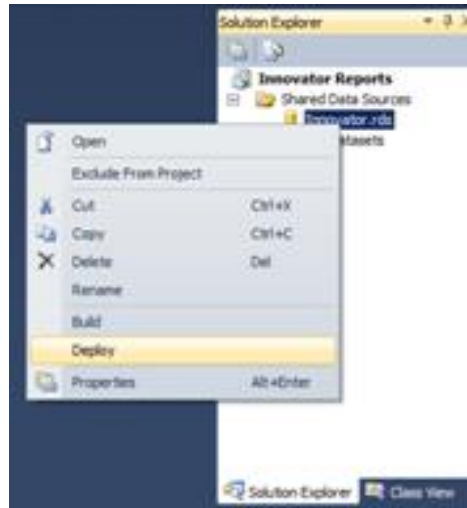 Solution Explorer
Innovator Reports
Shared Data Sources
Innovator.rds
Datasets
Open
Exclude From Project
Cut Ctrl+X
Copy Ctrl+C
Delete Del
Rename
Build
Deploy
Properties Alt+Enter
Solution Explorer Class View